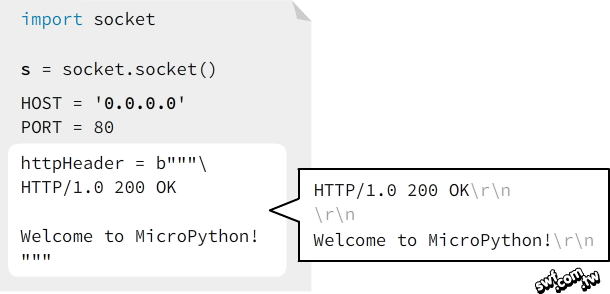 import socket
s = socket.socket()
HOST = '0.0.0.0'
PORT = 80
httpHeader = b"""\
HTTP/1.0 200 OK
Welcome to MicroPython!
"""
HTTP/1.0 200 OK\r\n
\r\n
Welcome to MicroPython!\r\n
swf.com.tw